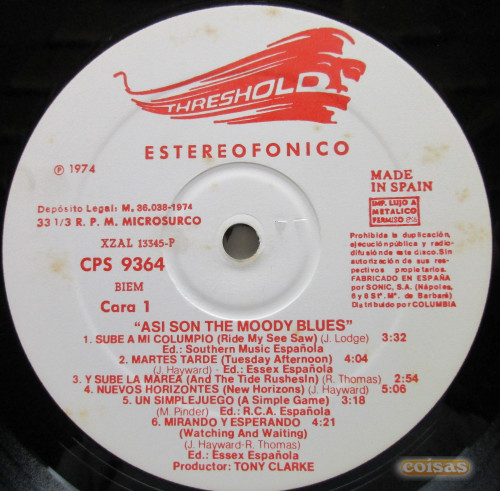 THRESHOLD
ESTEREOFONICO
℗ 1974
MADE
IN SPAIN
IMP. LUJO A
METALICO
PERMISO
Depósito Legal: M. 36.038-1974
33 1/3 R. P. M. MICROSURCO
XZAL 13345-P
CPS 9364
BIEM
Cara 1
Prohibida la duplicación,
ejecución pública y radio-
difusión de este disco. Sin
autorización de sus res-
pectivos propietarios.
FABRICADO EN ESPAÑA
por SONIC, S.A. (Nápoles,
6 y 8 Stª. Mª. de Barbará)
Distribuido por COLUMBIA
"ASI SON THE MOODY BLUES"
1. SUBE A MI COLUMPIO (Ride My See Saw) (J. Lodge) 3:32
Ed.: Southern Music Española
2. MARTES TARDE (Tuesday Afternoon) 4:04
(J. Hayward) - Ed.: Essex Española
3. Y SUBE LA MAREA (And The Tide RushesIn) (R. Thomas) 2:54
4. NUEVOS HORIZONTES (New Horizons) (J. Hayward) 5:06
5. UN SIMPLEJUEGO (A Simple Game) 3:18
(M. Pinder) Ed.: R.C.A. Española
6. MIRANDO Y ESPERANDO 4:21
(Watching And Waiting)
(J. Hayward-R. Thomas)
Ed.: Essex Española
Productor: TONY CLARKE
coisas